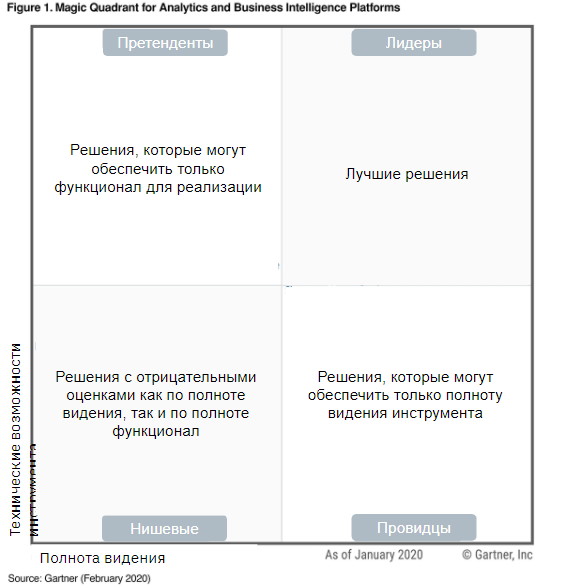 Figure 1. Magic Quadrant for Analytics and Business Intelligence Platforms
Претенденты
Лидеры
Решения, которые могут
обеспечить только
функционал для реализации
Лучшие решения
Решения с отрицательными
оценками как по полноте
видения, так и по полноте
функционал
Решения, которые могут
обеспечить только полноту
видения инструмента
Технические возможности
инструмента
Нишевые
Провидцы
Полнота видения
As of January 2020
© Gartner, Inc
Source: Gartner (February 2020)